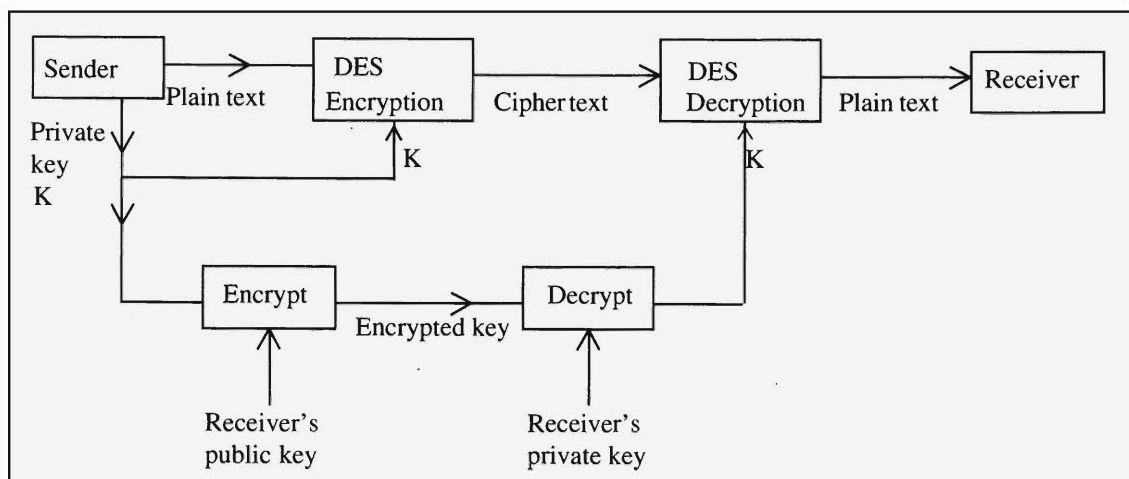 Sender
Plain text
DES
Encryption
Cipher text
DES
Decryption
Plain text
Receiver
Private
key
K
K
K
Encrypt
Encrypted key
Decrypt
Receiver's
public key
Receiver's
private key